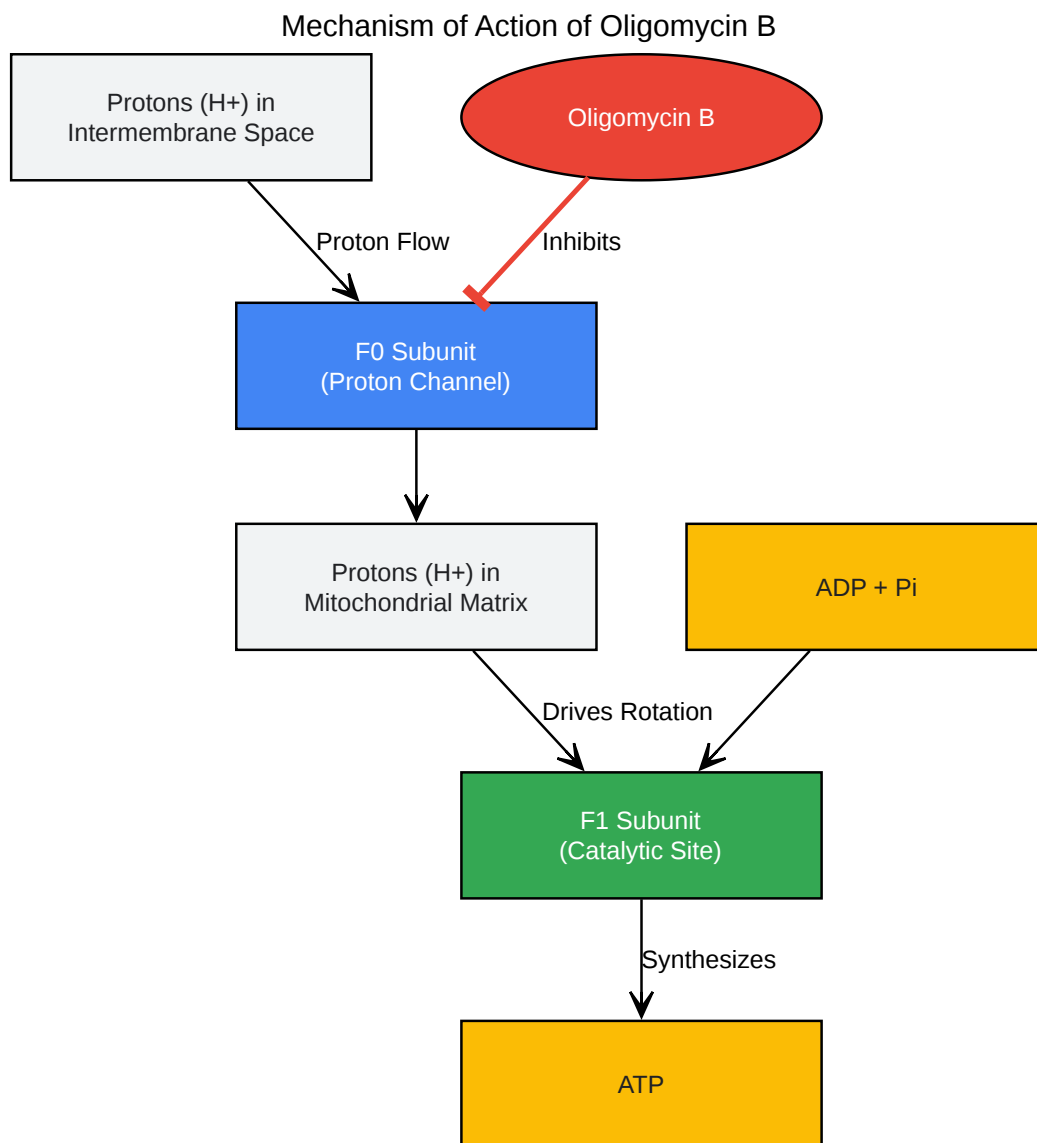 Mechanism of Action of Oligomycin B
Protons (H+) in
Intermembrane Space
Oligomycin B
Proton Flow
Inhibits
F0 Subunit
(Proton Channel)
Protons (H+) in
Mitochondrial Matrix
ADP + Pi
Drives Rotation
F1 Subunit
(Catalytic Site)
Synthesizes
ATP